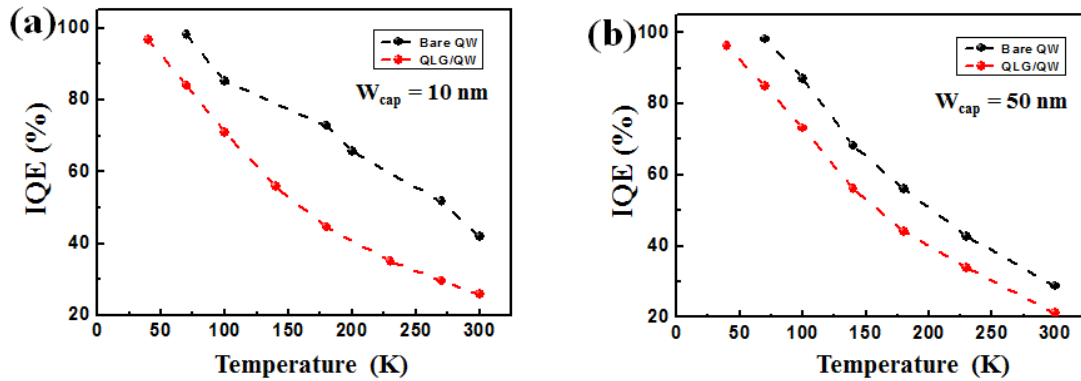 (a)
IQE (%)
100
80
60
40
20
Bare QW
QLG/QW
W_cap = 10 nm
0 50 100 150 200 250 300
Temperature (K)
(b)
IQE (%)
100
80
60
40
20
Bare QW
QLG/QW
W_cap = 50 nm
0 50 100 150 200 250 300
Temperature (K)